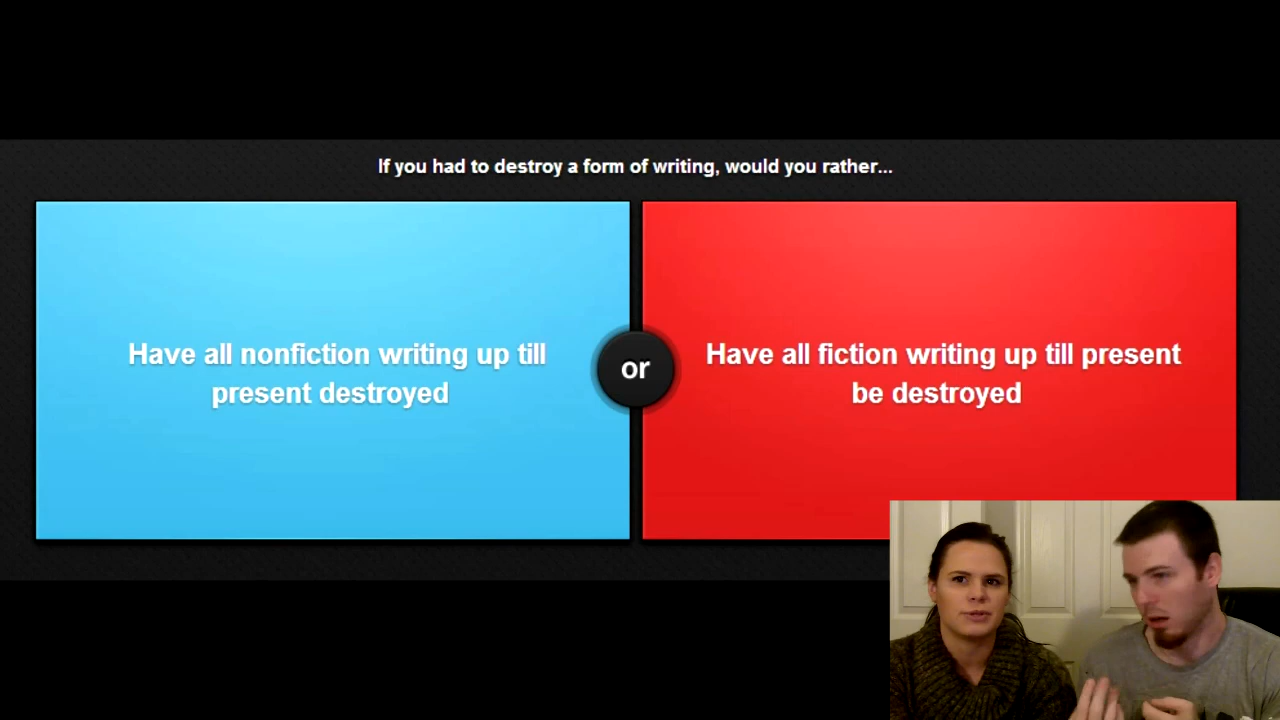 If you had to destroy a form of writing, would you rather...
Have all nonfiction writing up till
present destroyed
or
Have all fiction writing up till present
be destroyed